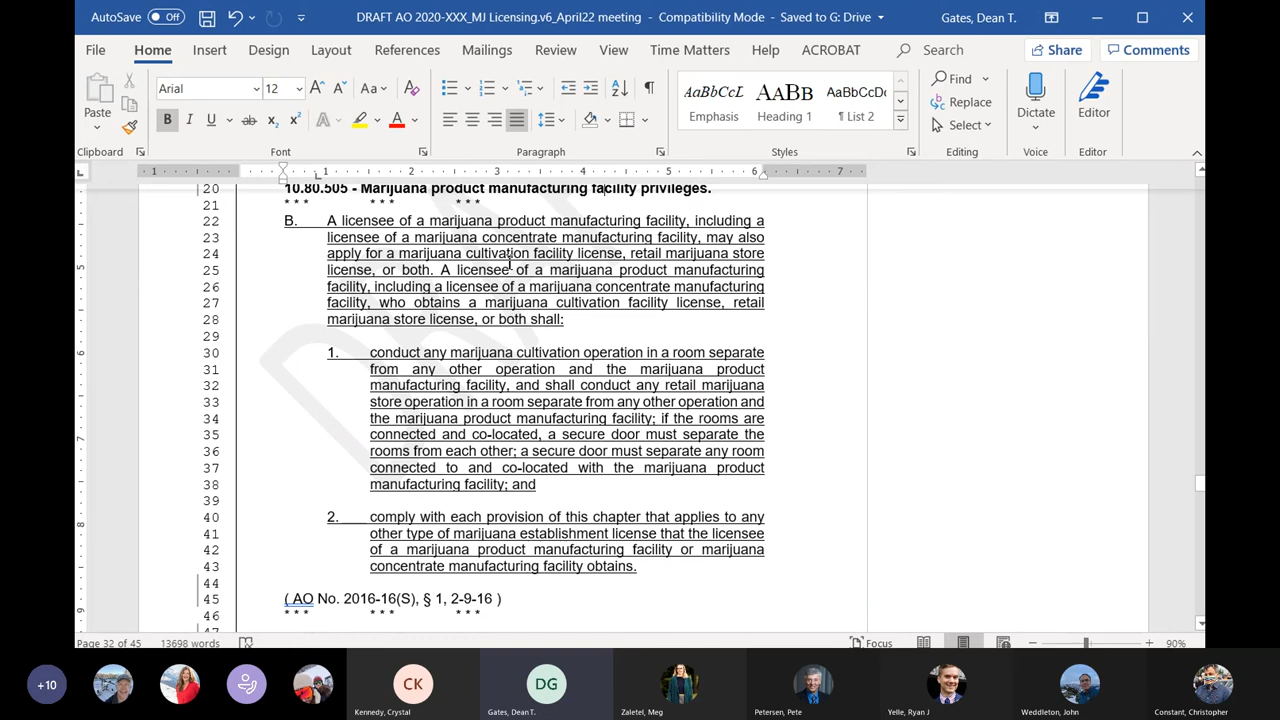 AutoSave Off DRAFT AO 2020-XXX_MJ Licensing.v6_April22 meeting - Compatibility Mode - Saved to G: Drive Gates, Dean T.
File Home Insert Design Layout References Mailings Review View Time Matters Help ACROBAT Search Share Comments
Arial 12 Aa AaBbCcL AaBb AaBbCcDc Find
Paste B I U ab x2 x2 A A Emphasis Heading 1 ¶ List 2 Replace Select Dictate Editor
Clipboard Font Paragraph Styles Editing Voice Editor
1 1 2 3 4 5 6 7
20 10.80.505 - Marijuana product manufacturing facility privileges.
21 * * * * * * * * *
22 B. A licensee of a marijuana product manufacturing facility, including a
23 licensee of a marijuana concentrate manufacturing facility, may also
24 apply for a marijuana cultivation facility license, retail marijuana store
25 license, or both. A licensee of a marijuana product manufacturing
26 facility, including a licensee of a marijuana concentrate manufacturing
27 facility, who obtains a marijuana cultivation facility license, retail
28 marijuana store license, or both shall:
29
30 1. conduct any marijuana cultivation operation in a room separate
31 from any other operation and the marijuana product
32 manufacturing facility, and shall conduct any retail marijuana
33 store operation in a room separate from any other operation and
34 the marijuana product manufacturing facility; if the rooms are
35 connected and co-located, a secure door must separate the
36 rooms from each other; a secure door must separate any room
37 connected to and co-located with the marijuana product
38 manufacturing facility; and
39
40 2. comply with each provision of this chapter that applies to any
41 other type of marijuana establishment license that the licensee
42 of a marijuana product manufacturing facility or marijuana
43 concentrate manufacturing facility obtains.
44
45 ( AO No. 2016-16(S), § 1, 2-9-16 )
46 * * * * * * * * *
Page 32 of 45 13698 words Focus 90%
+10 CK DG
Kennedy, Crystal Gates, Dean T. Zaletel, Meg Petersen, Pete Yelle, Ryan J Weddleton, John Constant, Christopher